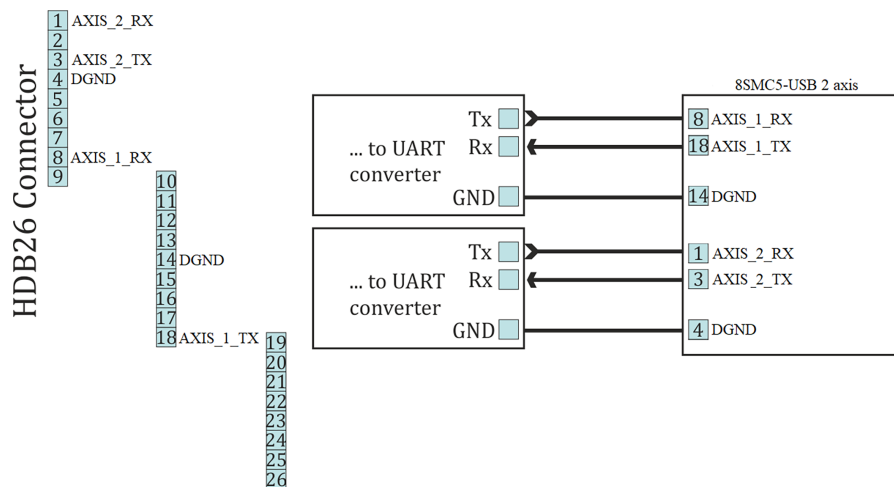 HDB26 Connector
1 AXIS_2_RX
2
3 AXIS_2_TX
4 DGND
5
6
7
8 AXIS_1_RX
9
10
11
12
13
14 DGND
15
16
17
18 AXIS_1_TX
19
20
21
22
23
24
25
26
... to UART
converter
Tx
Rx
GND
... to UART
converter
Tx
Rx
GND
8SMC5-USB 2 axis
8 AXIS_1_RX
18 AXIS_1_TX
14 DGND
1 AXIS_2_RX
3 AXIS_2_TX
4 DGND